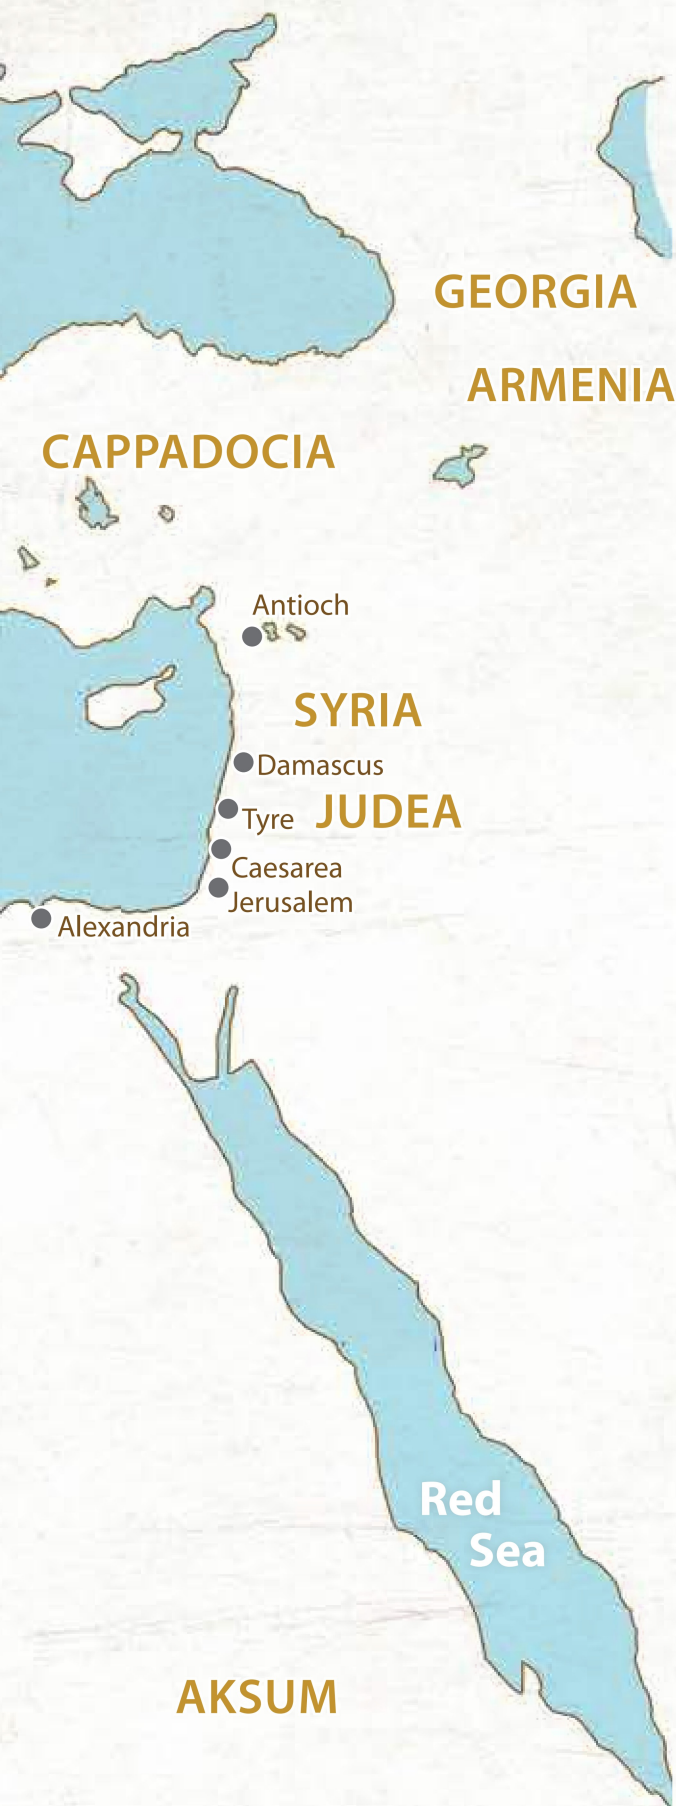 GEORGIA
ARMENIA
CAPPADOCIA
Antioch
SYRIA
Damascus
JUDEA
Tyre
Caesarea
Jerusalem
Alexandria
Red
Sea
AKSUM